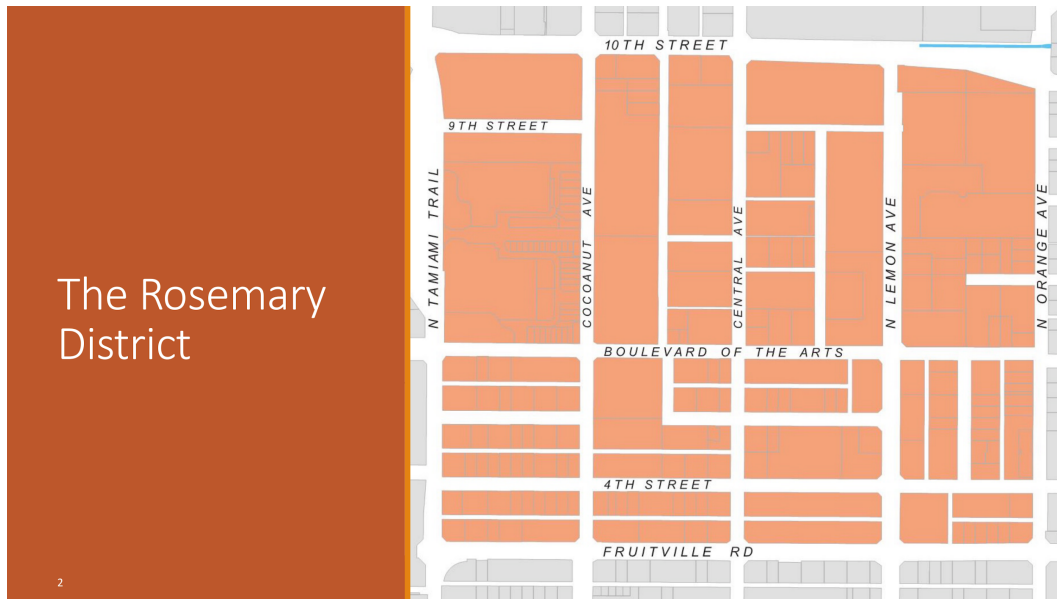 The Rosemary
District
2
10TH STREET
9TH STREET
N TAMIAMI TRAIL
COCOANUT AVE
CENTRAL AVE
N LEMON AVE
N ORANGE AVE
BOULEVARD OF THE ARTS
4TH STREET
FRUITVILLE RD